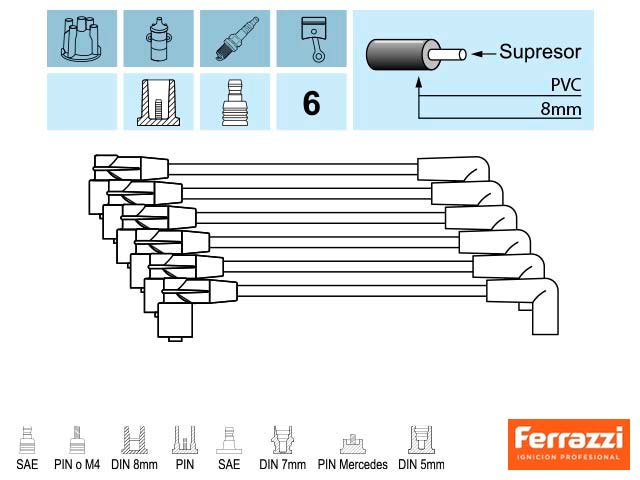 Supresor
PVC
8mm
6
SAE
PIN o M4
DIN 8mm
PIN
SAE
DIN 7mm
PIN Mercedes
DIN 5mm
Ferrazzi
IGNICION PROFESIONAL